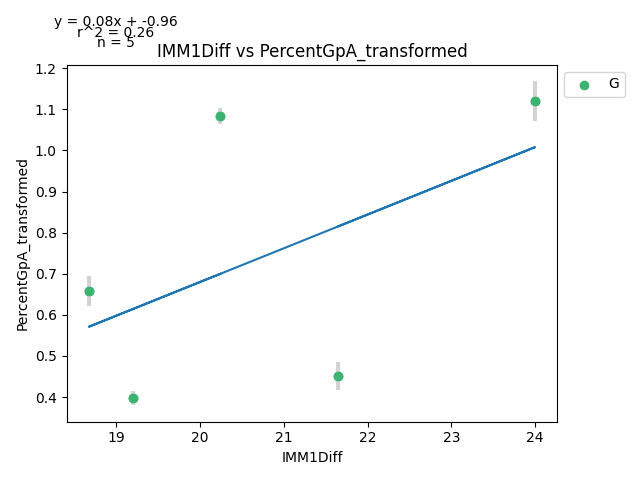 y = 0.08x + -0.96
r^2 = 0.26
n = 5
IMM1Diff vs PercentGpA_transformed
G
PercentGpA_transformed
1.2
1.1
1.0
0.9
0.8
0.7
0.6
0.5
0.4
19 20 21 22 23 24
IMM1Diff